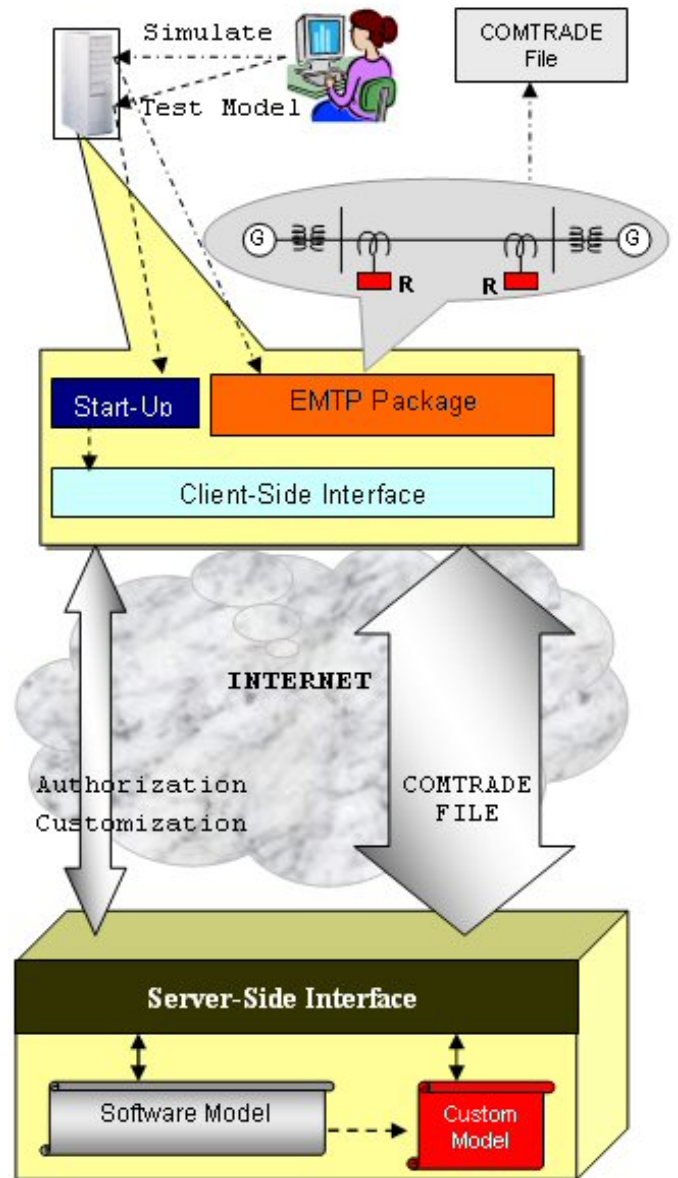 Simulate
COMTRADE
File
Test Model
G
G
R
R
Start-Up
EMTP Package
Client-Side Interface
INTERNET
Authorization
Customization
COMTRADE
FILE
Server-Side Interface
Software Model
Custom
Model